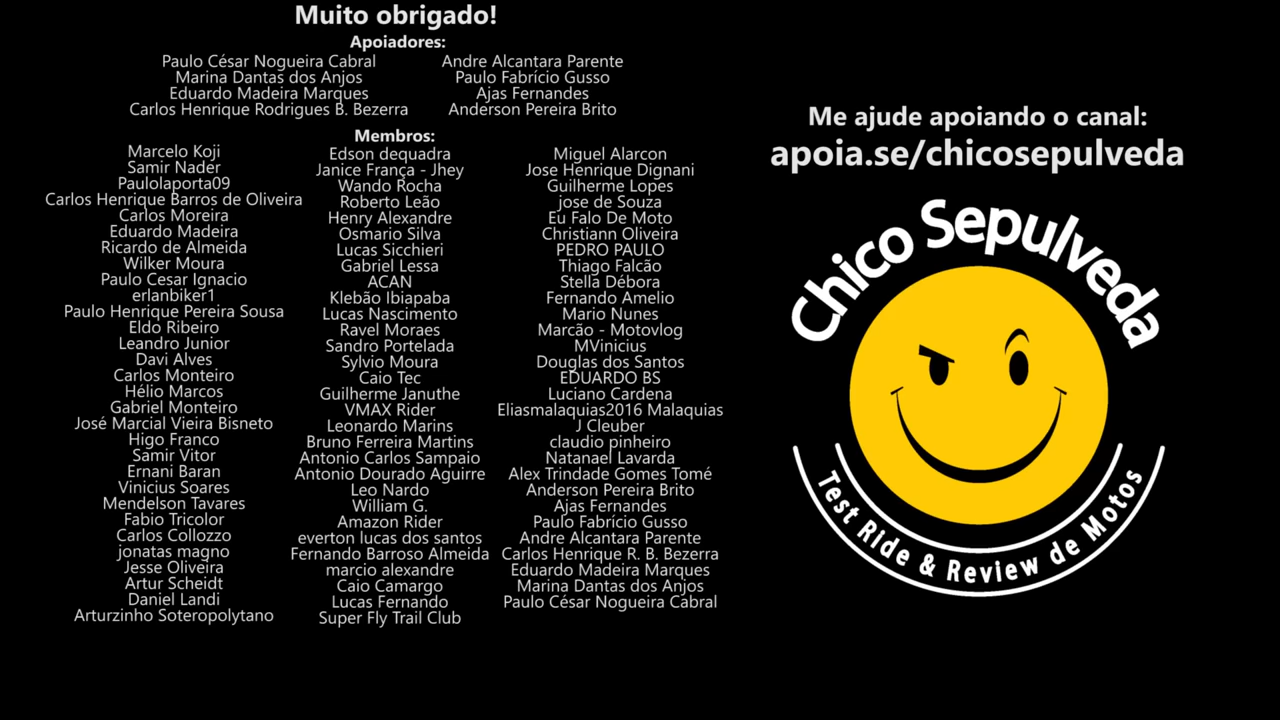 Muito obrigado!
Apoiadores:
Paulo César Nogueira Cabral
Marina Dantas dos Anjos
Eduardo Madeira Marques
Carlos Henrique Rodrigues B. Bezerra
Andre Alcantara Parente
Paulo Fabrício Gusso
Ajas Fernandes
Anderson Pereira Brito
Membros:
Marcelo Koji
Samir Nader
Paulolaporta09
Carlos Henrique Barros de Oliveira
Carlos Moreira
Eduardo Madeira
Ricardo de Almeida
Wilker Moura
Paulo Cesar Ignacio
erlanbiker1
Paulo Henrique Pereira Sousa
Eldo Ribeiro
Leandro Junior
Davi Alves
Carlos Monteiro
Hélio Marcos
Gabriel Monteiro
José Marcial Vieira Bisneto
Higo Franco
Samir Vitor
Ernani Baran
Vinicius Soares
Mendelson Tavares
Fabio Tricolor
Carlos Collozzo
jonatas magno
Jesse Oliveira
Artur Scheidt
Daniel Landi
Arturzinho Soteropolytano
Edson dequadra
Janice França - Jhey
Wando Rocha
Roberto Leão
Henry Alexandre
Osmario Silva
Lucas Sicchieri
Gabriel Lessa
ACAN
Klebão Ibiapaba
Lucas Nascimento
Ravel Moraes
Sandro Portelada
Sylvio Moura
Caio Tec
Guilherme Januthe
VMAX Rider
Leonardo Marins
Bruno Ferreira Martins
Antonio Carlos Sampaio
Antonio Dourado Aguirre
Leo Nardo
William G.
Amazon Rider
everton lucas dos santos
Fernando Barroso Almeida
marcio alexandre
Caio Camargo
Lucas Fernando
Super Fly Trail Club
Miguel Alarcon
Jose Henrique Dignani
Guilherme Lopes
jose de Souza
Eu Falo De Moto
Christiann Oliveira
PEDRO PAULO
Thiago Falcão
Stella Débora
Fernando Amelio
Mario Nunes
Marcão - Motovlog
MVinicius
Douglas dos Santos
EDUARDO BS
Luciano Cardena
Eliasmalaquias2016 Malaquias
J Cleuber
claudio pinheiro
Natanael Lavarda
Alex Trindade Gomes Tomé
Anderson Pereira Brito
Ajas Fernandes
Paulo Fabrício Gusso
Andre Alcantara Parente
Carlos Henrique R. B. Bezerra
Eduardo Madeira Marques
Marina Dantas dos Anjos
Paulo César Nogueira Cabral
Me ajude apoiando o canal:
apoia.se/chicosepulveda
Chico Sepulveda
Test Ride & Review de Motos